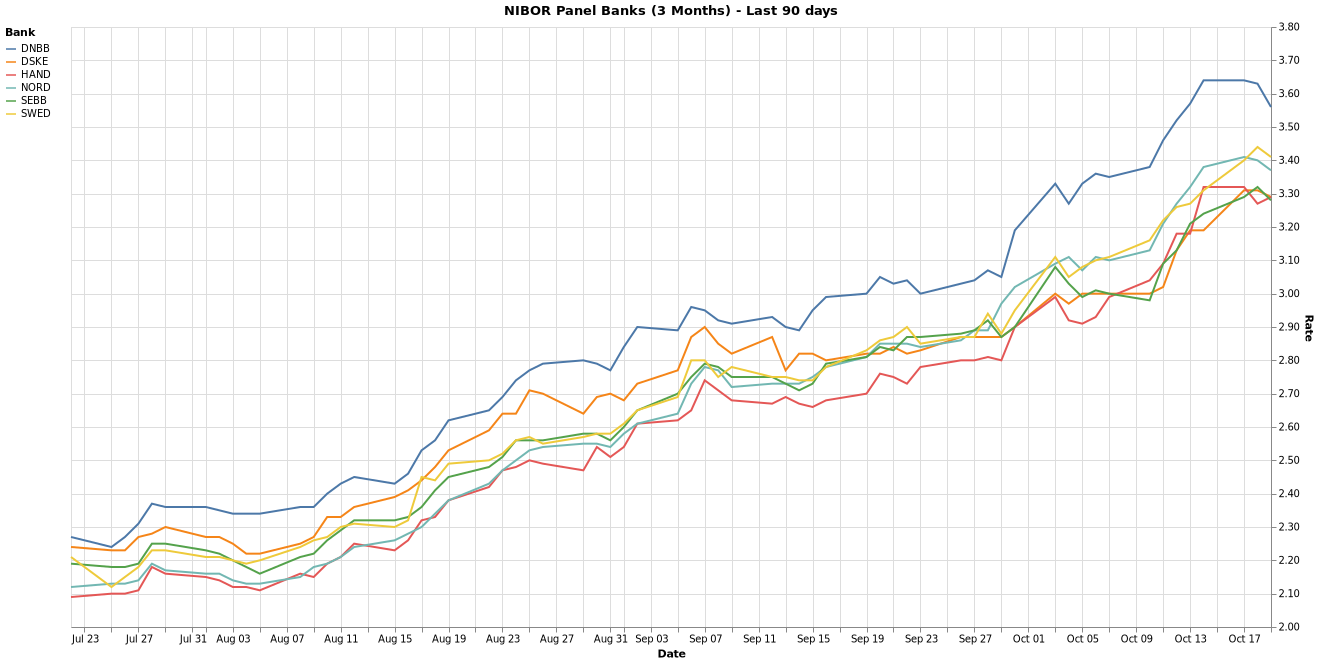 NIBOR Panel Banks (3 Months) - Last 90 days
Bank
DNBB
DSKE
HAND
NORD
SEBB
SWED
3.80
3.70
3.60
3.50
3.40
3.30
3.20
3.10
3.00
2.90
2.80
2.70
2.60
2.50
2.40
2.30
2.20
2.10
2.00
Rate
Jul 23 Jul 27 Jul 31 Aug 03 Aug 07 Aug 11 Aug 15 Aug 19 Aug 23 Aug 27 Aug 31 Sep 03 Sep 07 Sep 11 Sep 15 Sep 19 Sep 23 Sep 27 Oct 01 Oct 05 Oct 09 Oct 13 Oct 17
Date